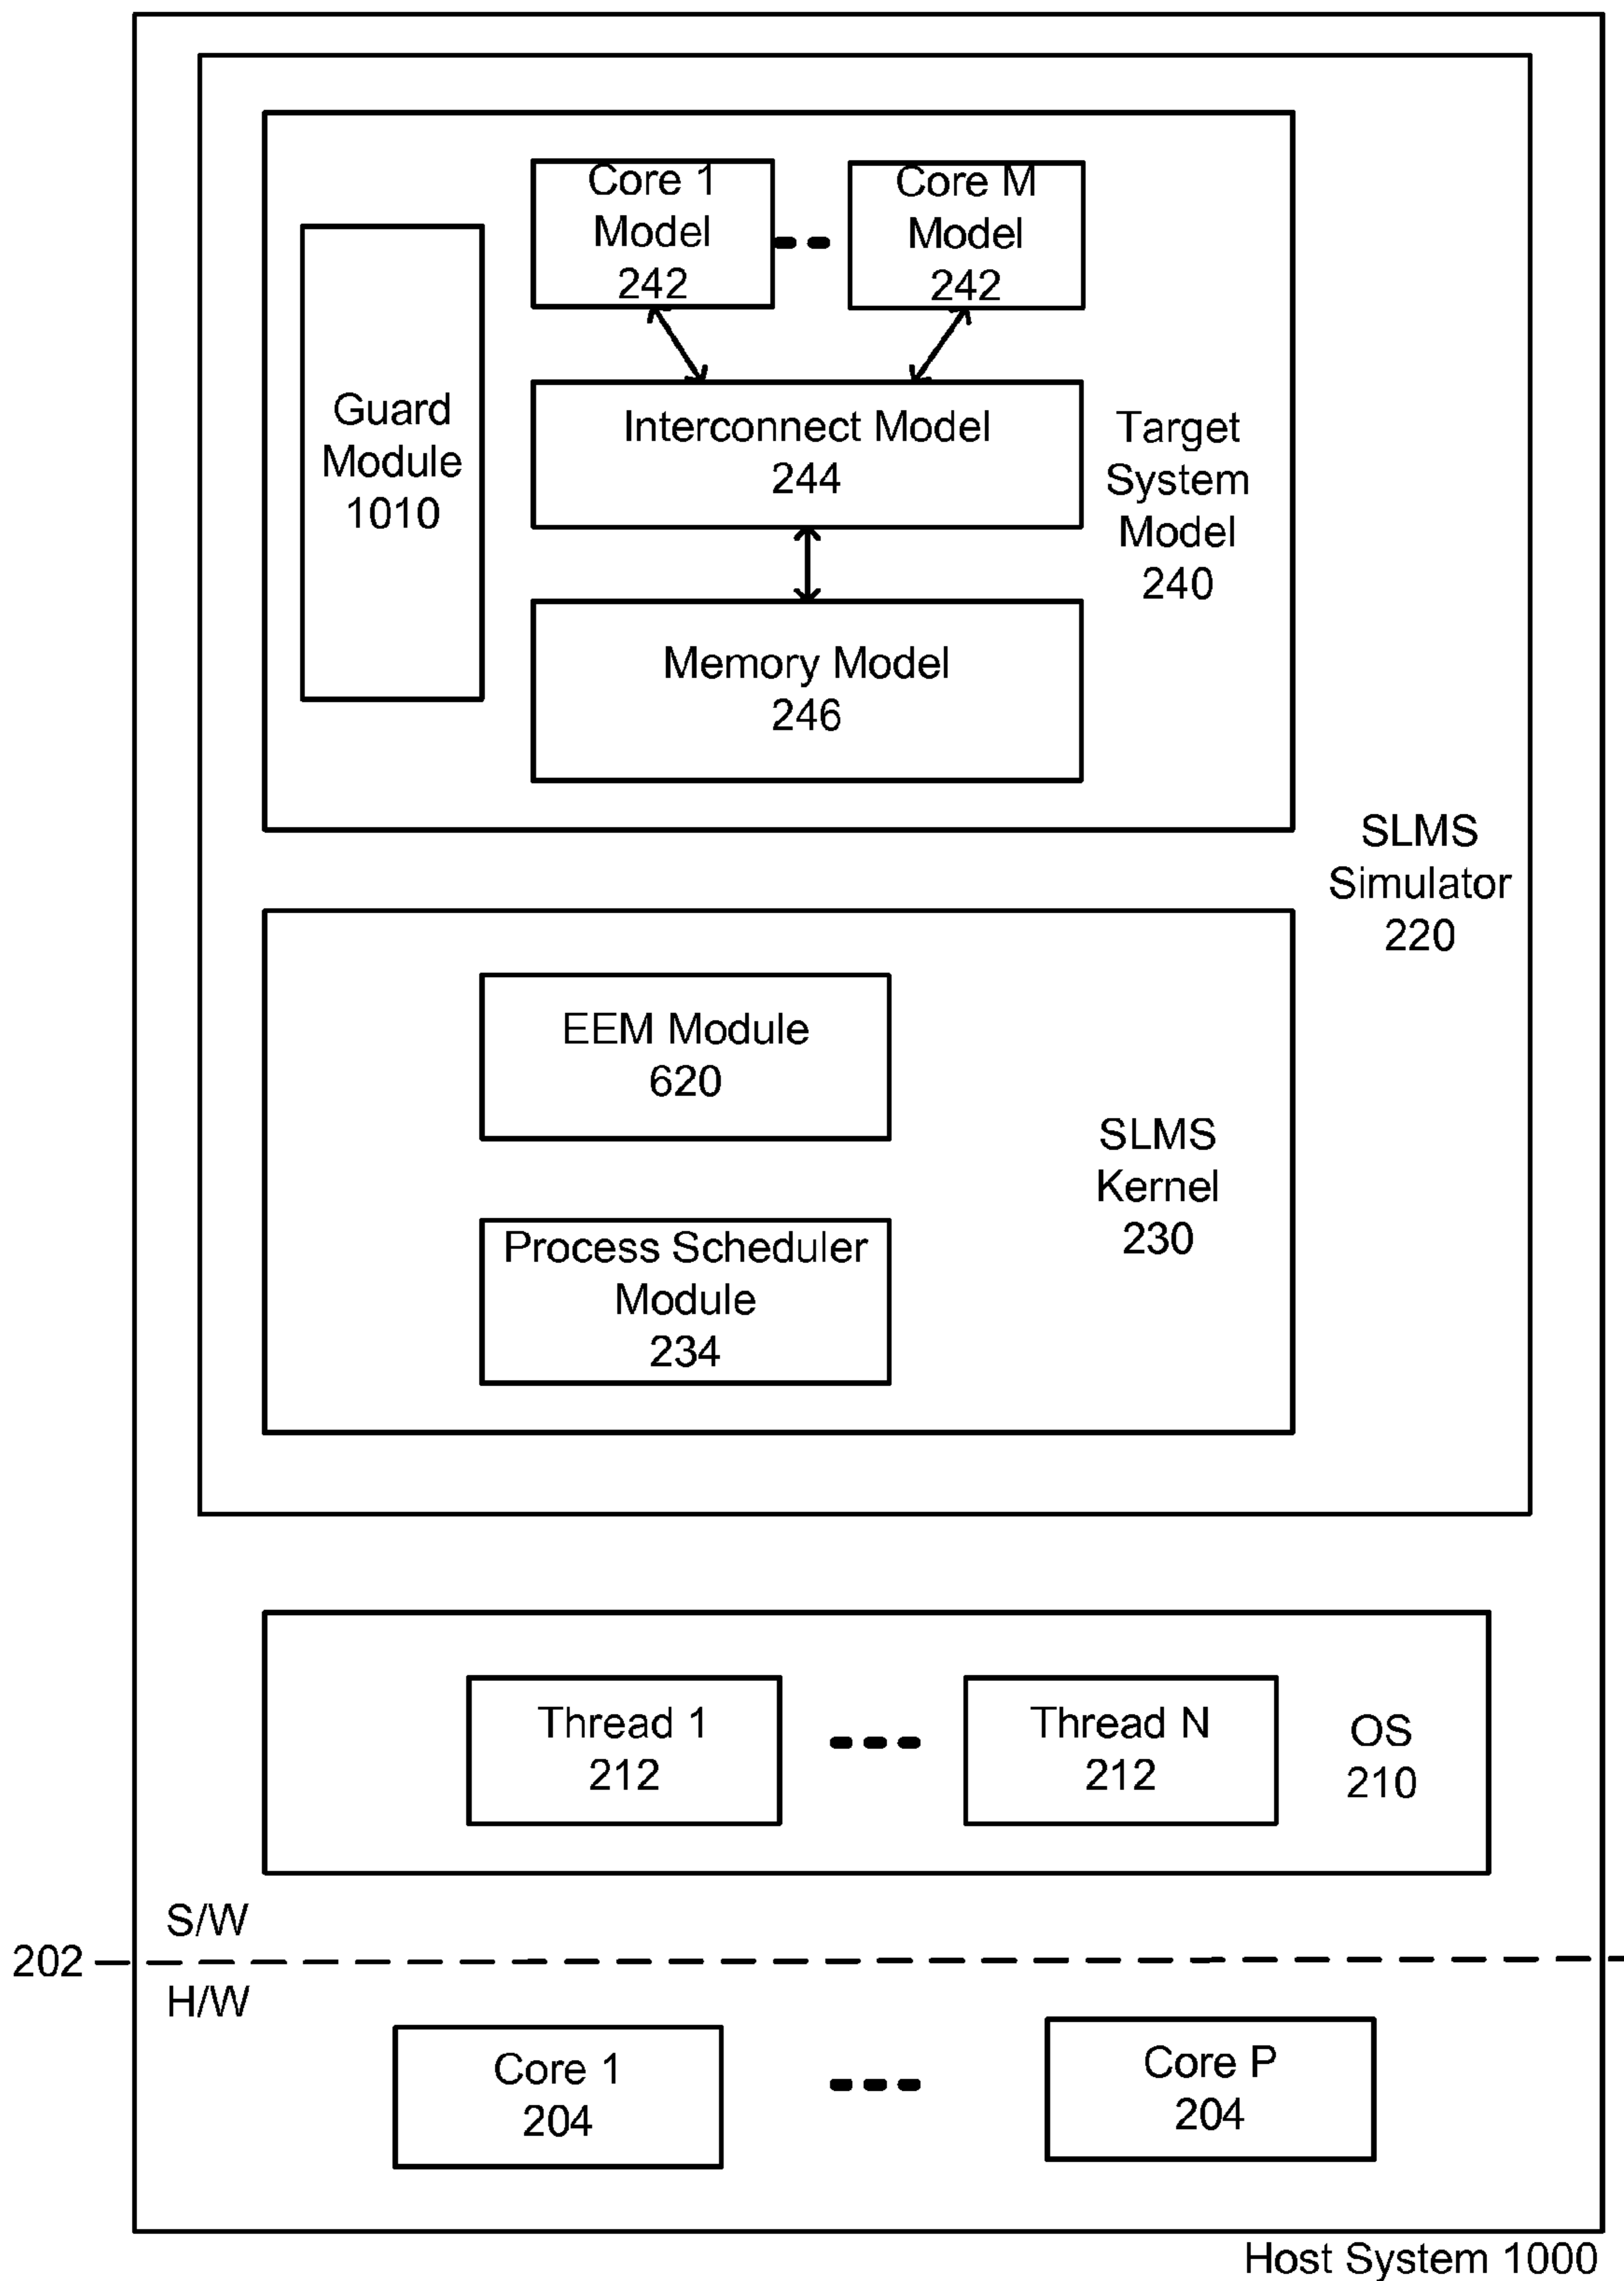 Core 1
Model
242
Core M
Model
242
Guard
Module
1010
Interconnect Model
244
Target
System
Model
240
Memory Model
246
SLMS
Simulator
220
EEM Module
620
SLMS
Kernel
230
Process Scheduler
Module
234
Thread 1
212
Thread N
212
OS
210
S/W
202
H/W
Core 1
204
Core P
204
Host System 1000